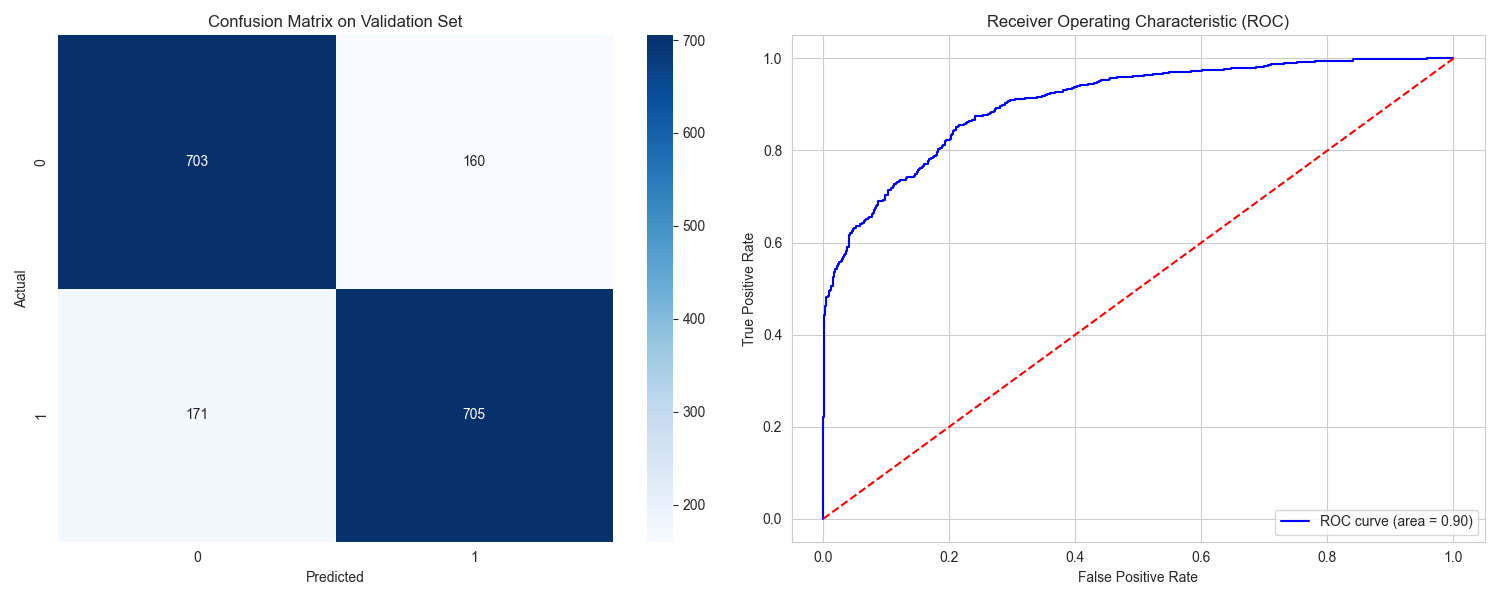 Confusion Matrix on Validation Set
703 160
171 705
0
1
Actual
0 1
Predicted
700
600
500
400
300
200
Receiver Operating Characteristic (ROC)
1.0
0.8
0.6
0.4
0.2
0.0
True Positive Rate
0.0 0.2 0.4 0.6 0.8 1.0
False Positive Rate
ROC curve (area = 0.90)